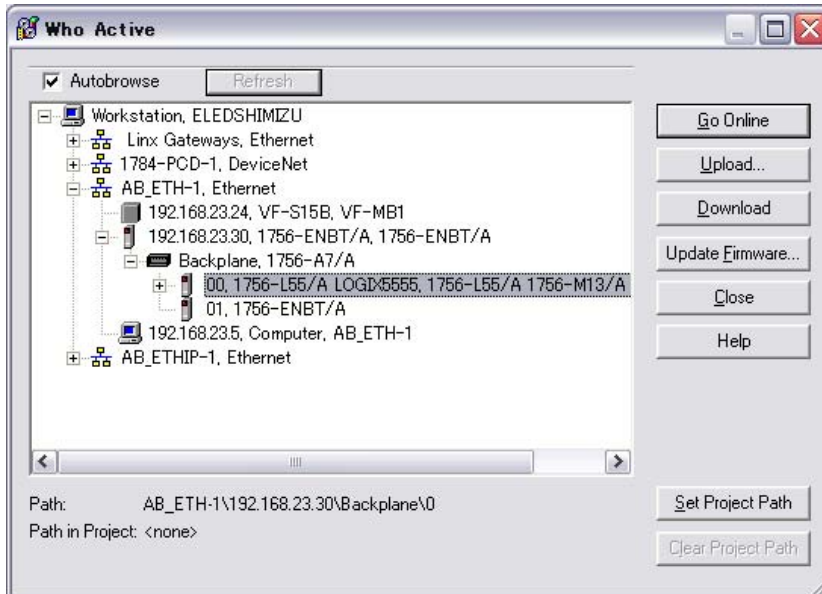 Who Active
Autobrowse
Refresh
Workstation, ELEDSHIMIZU
Linx Gateways, Ethernet
1784-PCD-1, DeviceNet
AB_ETH-1, Ethernet
192.168.23.24, VF-S15B, VF-MB1
192.168.23.30, 1756-ENBT/A, 1756-ENBT/A
Backplane, 1756-A7/A
00, 1756-L55/A LOGIX5555, 1756-L55/A 1756-M13/A
01, 1756-ENBT/A
192.168.23.5, Computer, AB_ETH-1
AB_ETHIP-1, Ethernet
Go Online
Upload...
Download
Update Firmware...
Close
Help
Path: AB_ETH-1\192.168.23.30\Backplane\0
Path in Project: <none>
Set Project Path
Clear Project Path